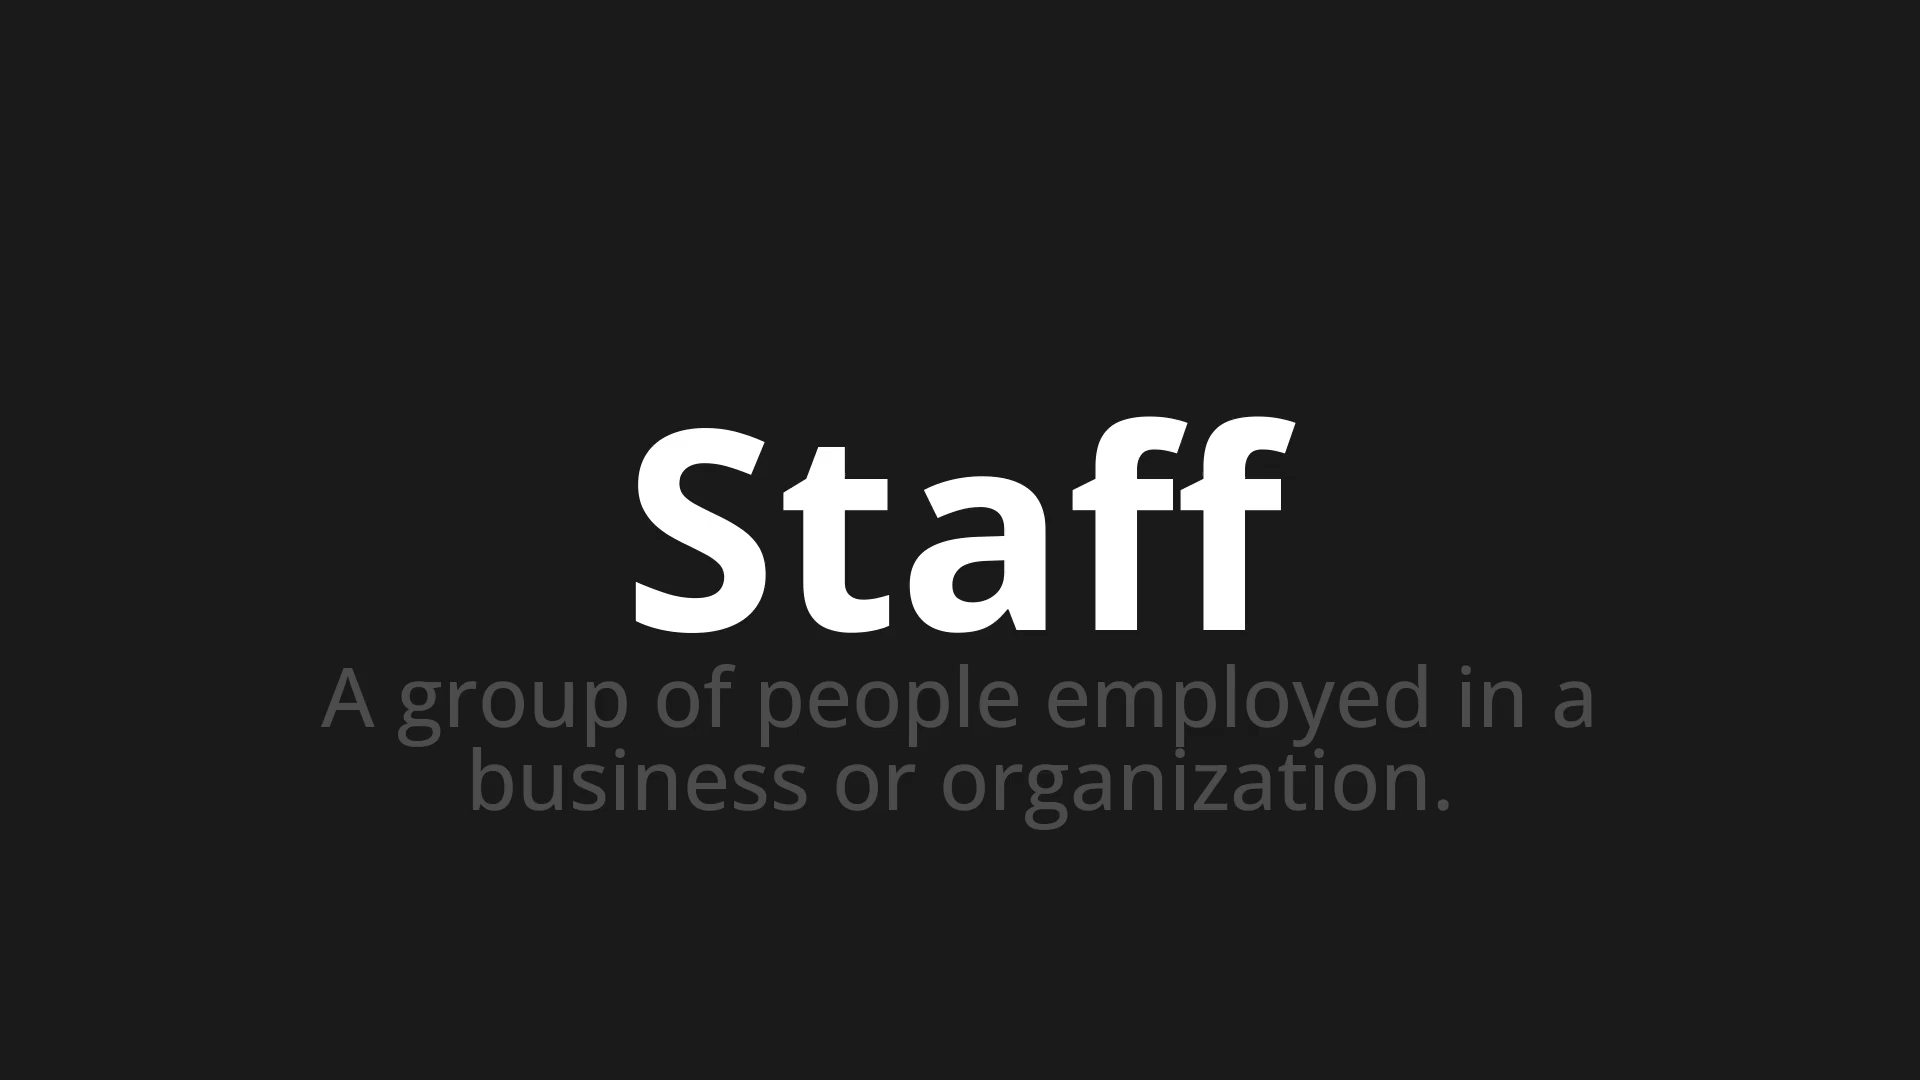 Staff
A group of people employed in a
business or organization.